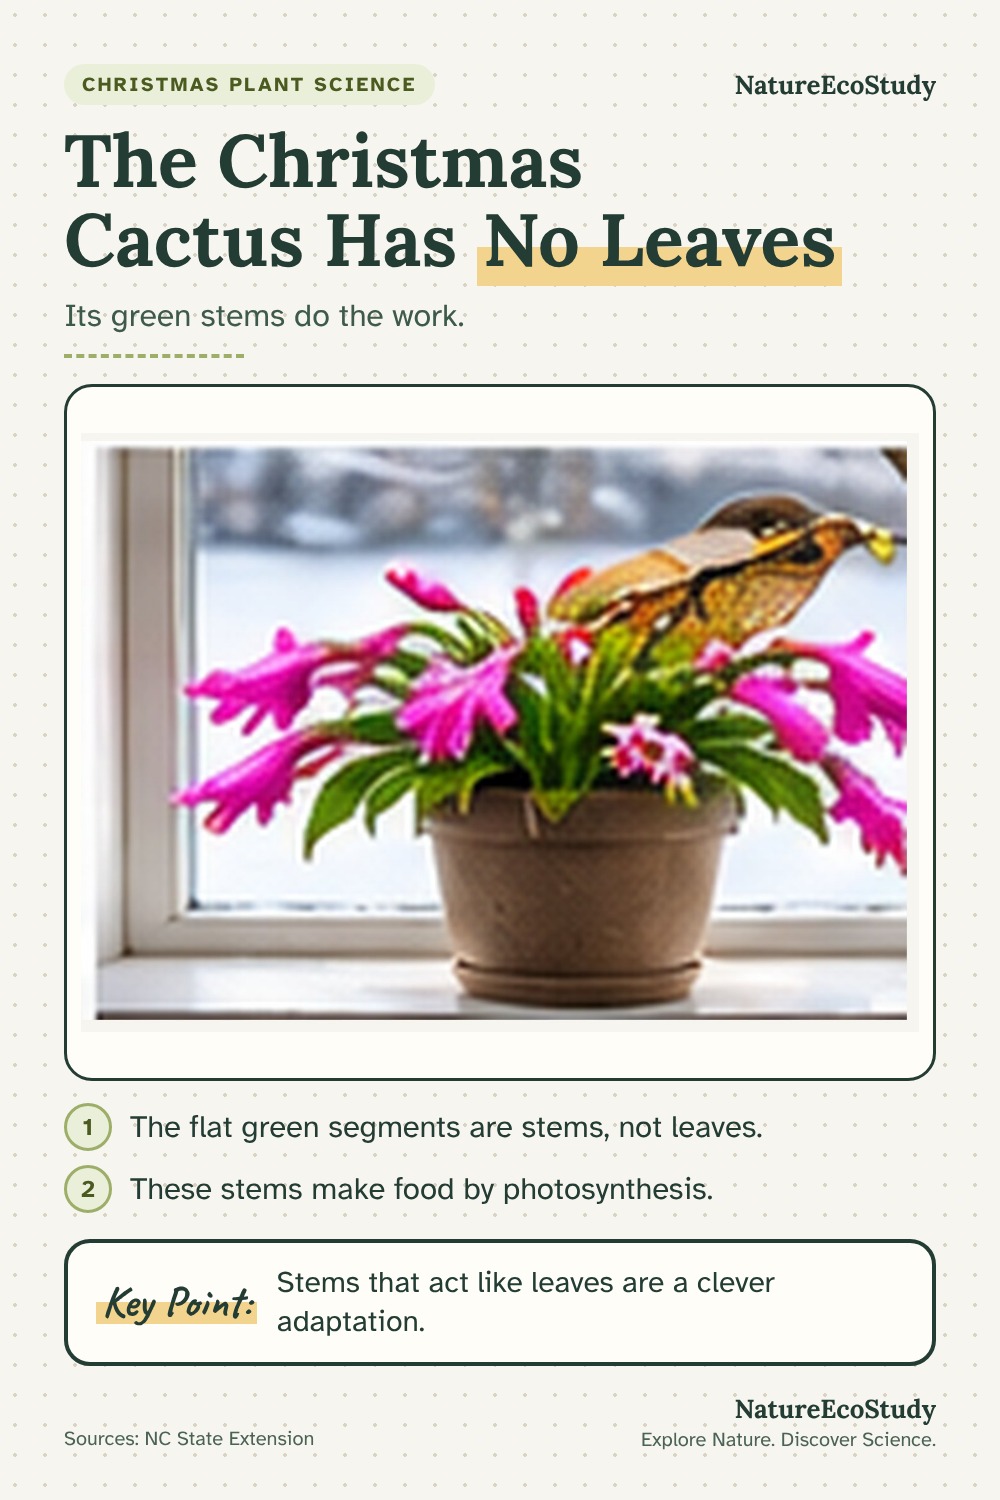 CHRISTMAS PLANT SCIENCE
NatureEcoStudy
The Christmas
Cactus Has No Leaves
Its green stems do the work.
1 The flat green segments are stems, not leaves.
2 These stems make food by photosynthesis.
Key Point: Stems that act like leaves are a clever
adaptation.
NatureEcoStudy
Sources: NC State Extension
Explore Nature. Discover Science.